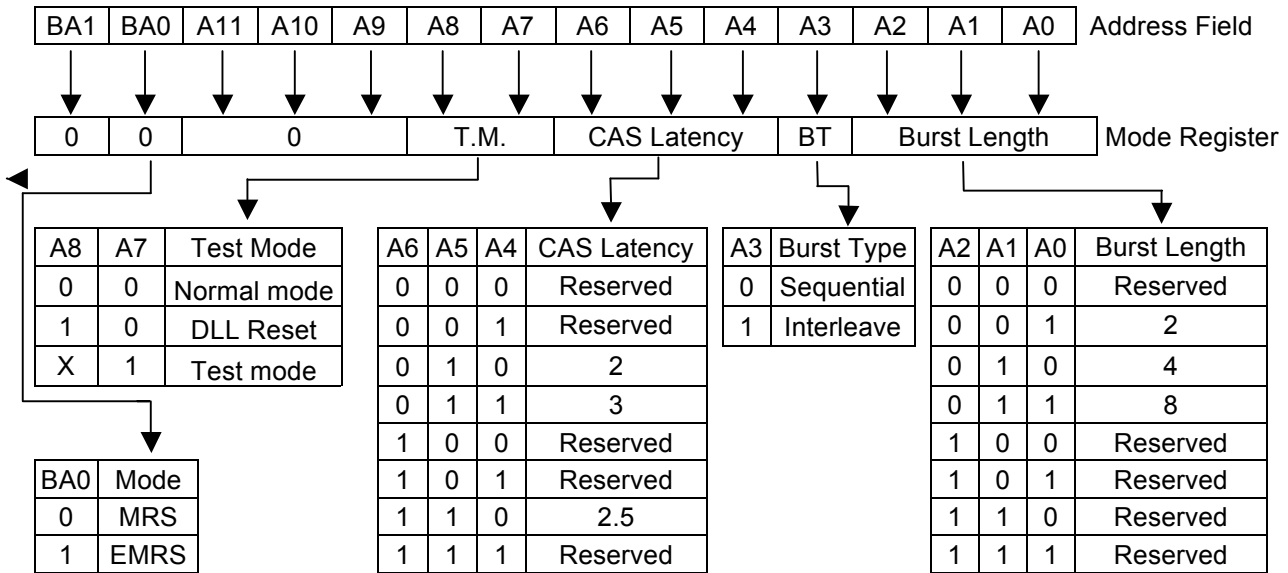 BA1 BA0 A11 A10 A9 A8 A7 A6 A5 A4 A3 A2 A1 A0 Address Field
0 0 0 T.M. CAS Latency BT Burst Length Mode Register
A8 A7 Test Mode
0 0 Normal mode
1 0 DLL Reset
X 1 Test mode
BA0 Mode
0 MRS
1 EMRS
A6 A5 A4 CAS Latency
0 0 0 Reserved
0 0 1 Reserved
0 1 0 2
0 1 1 3
1 0 0 Reserved
1 0 1 Reserved
1 1 0 2.5
1 1 1 Reserved
A3 Burst Type
0 Sequential
1 Interleave
A2 A1 A0 Burst Length
0 0 0 Reserved
0 0 1 2
0 1 0 4
0 1 1 8
1 0 0 Reserved
1 0 1 Reserved
1 1 0 Reserved
1 1 1 Reserved